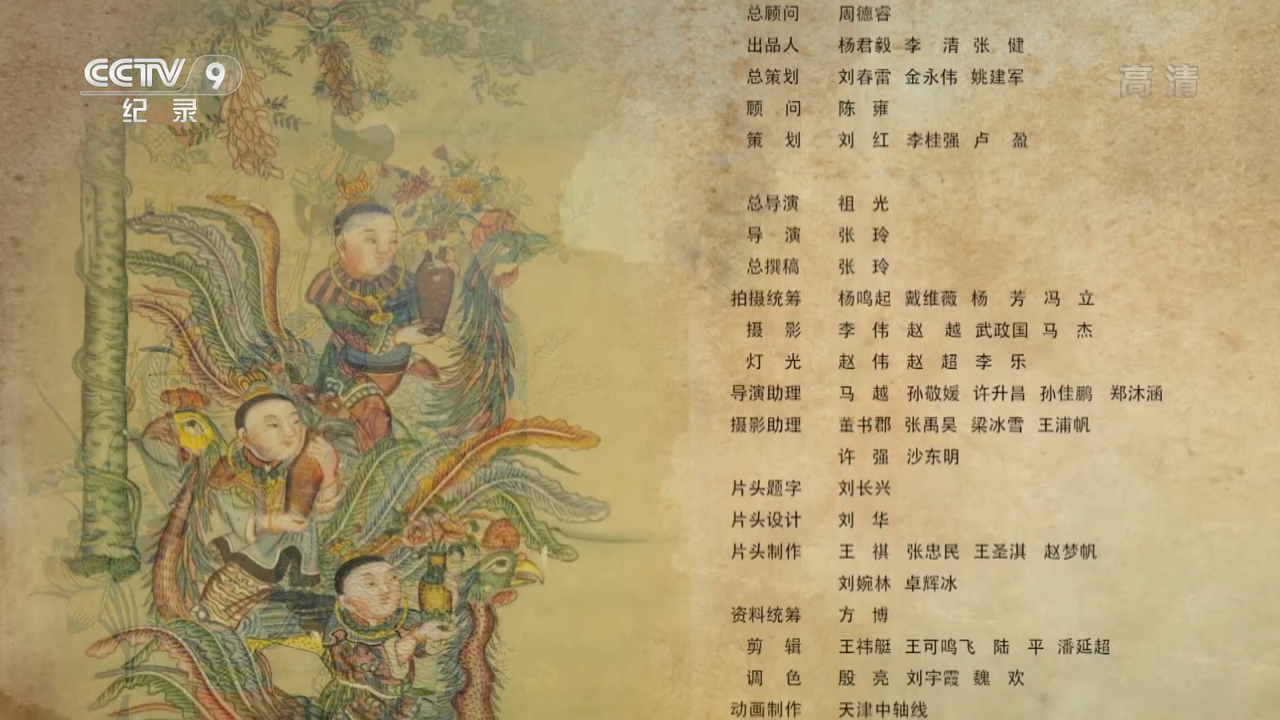 CCTV 9
纪录
高清
总顾问 周德睿
出品人 杨君毅 李 清 张 健
总策划 刘春雷 金永伟 姚建军
顾 问 陈 雍
策 划 刘 红 李桂强 卢 盈
总导演 祖 光
导 演 张 玲
总撰稿 张 玲
拍摄统筹 杨鸣起 戴维薇 杨 芳 冯 立
摄 影 李 伟 赵 越 武政国 马 杰
灯 光 赵 伟 赵 超 李 乐
导演助理 马 越 孙敬媛 许升昌 孙佳鹏 郑沐涵
摄影助理 董书郡 张禹昊 梁冰雪 王浦帆
许 强 沙东明
片头题字 刘长兴
片头设计 刘 华
片头制作 王 祺 张忠民 王圣淇 赵梦帆
刘婉林 卓辉冰
资料统筹 方 博
剪 辑 王祎艇 王可鸣飞 陆 平 潘延超
调 色 殷 亮 刘宇霞 魏 欢
动画制作 天津中轴线